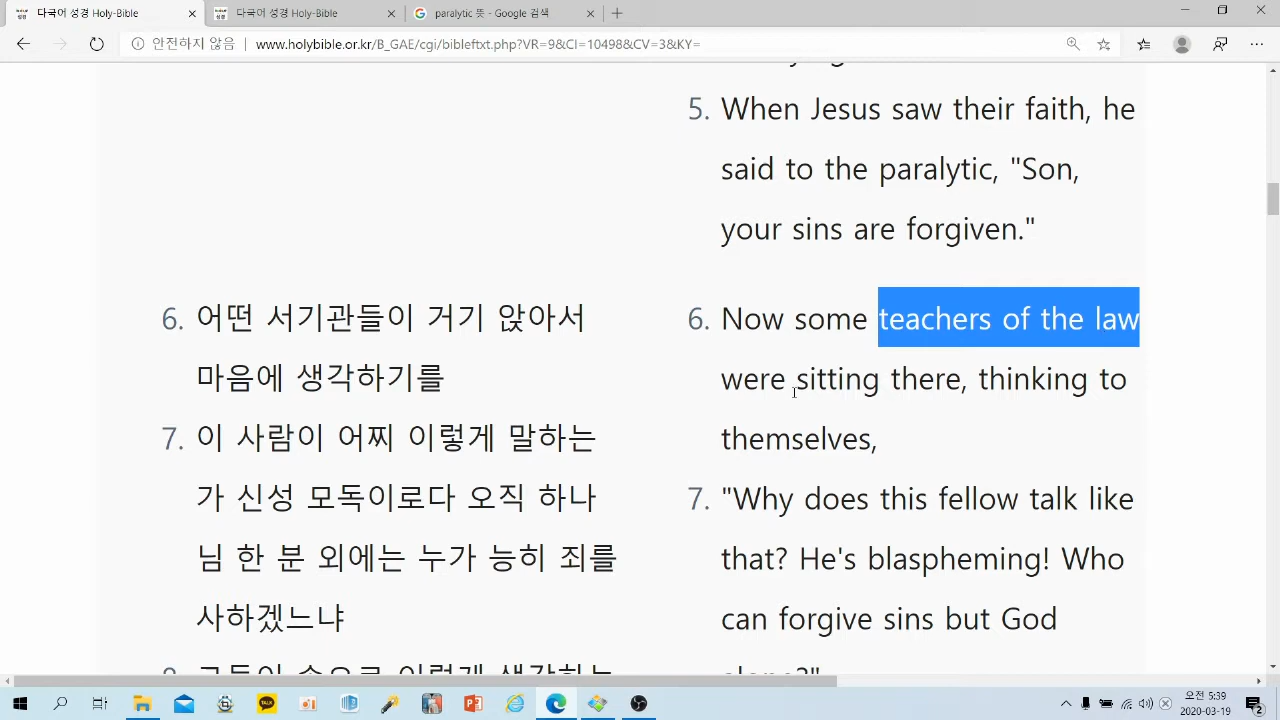 다국어 성경 Holy-Bible
다국어 성경 Holy-Bible
paralytic 뜻 - Google 검색
안전하지 않음
www.holybible.or.kr/B_GAE/cgi/bibleftxt.php?VR=9&CI=10498&CV=3&KY=
5. When Jesus saw their faith, he
said to the paralytic, "Son,
your sins are forgiven."
6. 어떤 서기관들이 거기 앉아서
마음에 생각하기를
7. 이 사람이 어찌 이렇게 말하는
가 신성 모독이로다 오직 하나
님 한 분 외에는 누가 능히 죄를
사하겠느냐
6. Now some teachers of the law
were sitting there, thinking to
themselves,
7. "Why does this fellow talk like
that? He's blaspheming! Who
can forgive sins but God
오전 5:39
2020-03-19